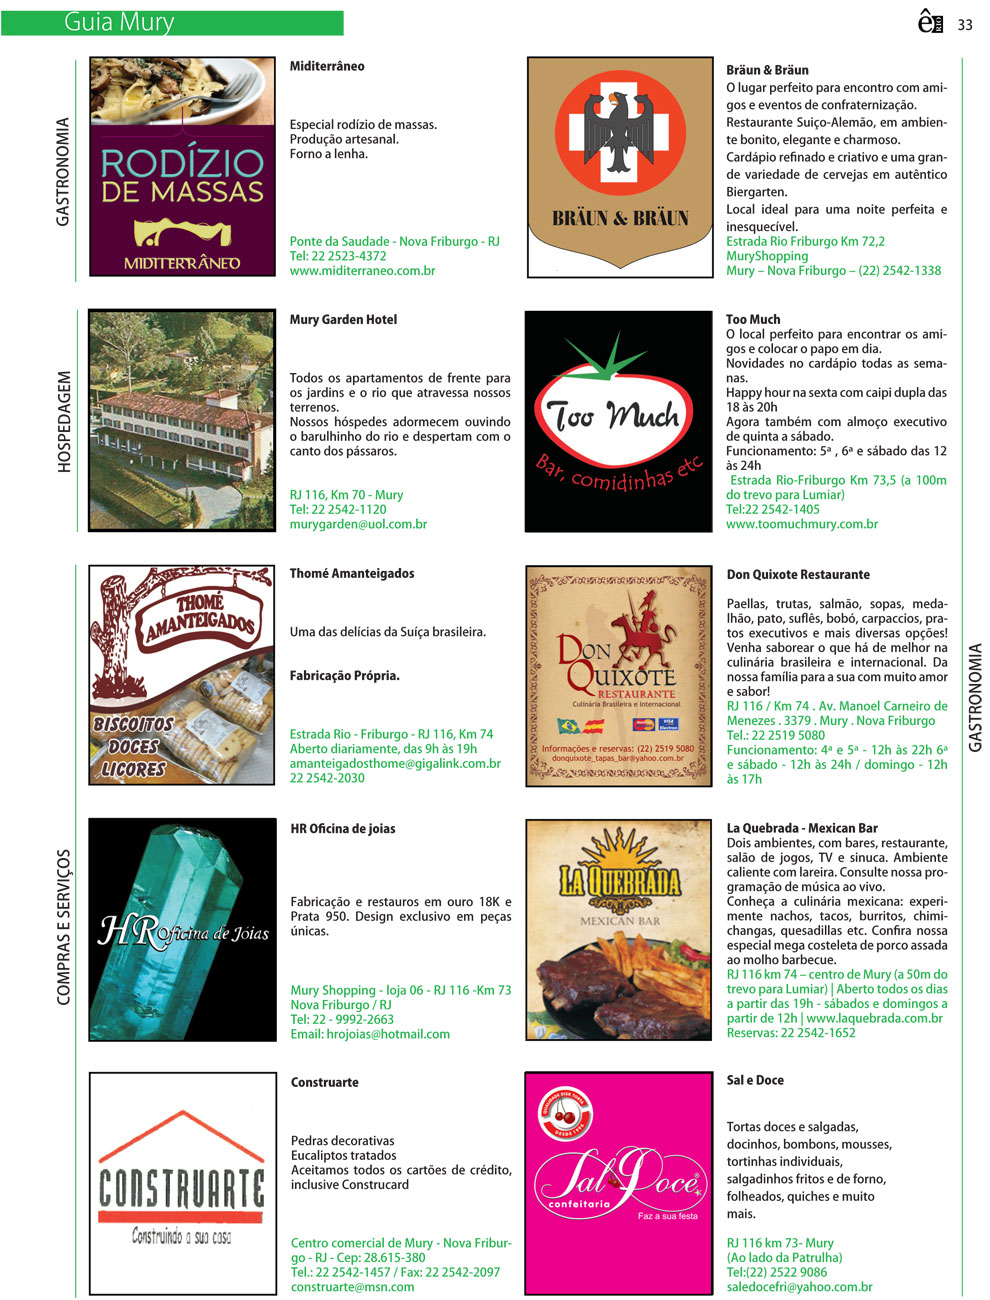 Guia Mury
ê
33
GASTRONOMIA
RODÍZIO
DE MASSAS
MIDITERRÂNEO
Miditerrâneo
Especial rodízio de massas.
Produção artesanal.
Forno a lenha.
Ponte da Saudade - Nova Friburgo - RJ
Tel: 22 2523-4372
www.miditerraneo.com.br
HOSPEDAGEM
Mury Garden Hotel
Todos os apartamentos de frente para
os jardins e o rio que atravessa nossos
terrenos.
Nossos hóspedes adormecem ouvindo
o barulhinho do rio e despertam com o
canto dos pássaros.
RJ 116, Km 70 - Mury
Tel: 22 2542-1120
murygarden@uol.com.br
COMPRAS E SERVIÇOS
THOMÉ
AMANTEIGADOS
BISCOITOS
DOCES
LICORES
Thomé Amanteigados
Uma das delícias da Suíça brasileira.
Fabricação Própria.
Estrada Rio - Friburgo - RJ 116, Km 74
Aberto diariamente, das 9h às 19h
amanteigadosthome@gigalink.com.br
22 2542-2030
HR oficina de Jóias
HR Oficina de joias
Fabricação e restauros em ouro 18K e
Prata 950. Design exclusivo em peças
únicas.
Mury Shopping - loja 06 - RJ 116 -Km 73
Nova Friburgo / RJ
Tel: 22 - 9992-2663
Email: hrojoias@hotmail.com
CONSTRUARTE
Construindo a sua casa
Construarte
Pedras decorativas
Eucaliptos tratados
Aceitamos todos os cartões de crédito,
inclusive Construcard
Centro comercial de Mury - Nova Fribur-
go - RJ - Cep: 28.615-380
Tel.: 22 2542-1457 / Fax: 22 2542-2097
construarte@msn.com
BRÄUN & BRÄUN
Bräun & Bräun
O lugar perfeito para encontro com ami-
gos e eventos de confraternização.
Restaurante Suiço-Alemão, em ambien-
te bonito, elegante e charmoso.
Cardápio refinado e criativo e uma gran-
de variedade de cervejas em autêntico
Biergarten.
Local ideal para uma noite perfeita e
inesquecível.
Estrada Rio Friburgo Km 72,2
MuryShopping
Mury – Nova Friburgo – (22) 2542-1338
Too Much
Bar, comidinhas etc
Too Much
O local perfeito para encontrar os ami-
gos e colocar o papo em dia.
Novidades no cardápio todas as sema-
nas.
Happy hour na sexta com caipi dupla das
18 às 20h
Agora também com almoço executivo
de quinta a sábado.
Funcionamento: 5ª , 6ª e sábado das 12
às 24h
Estrada Rio-Friburgo Km 73,5 (a 100m
do trevo para Lumiar)
Tel:22 2542-1405
www.toomuchmury.com.br
DON
QUIXOTE
RESTAURANTE
Culinária Brasileira e Internacional
Informações e reservas: (22) 2519 5080
donquixote_tapas_bar@yahoo.com.br
Don Quixote Restaurante
Paellas, trutas, salmão, sopas, meda-
lhão, pato, suflês, bobó, carpaccios, pra-
tos executivos e mais diversas opções!
Venha saborear o que há de melhor na
culinária brasileira e internacional. Da
nossa família para a sua com muito amor
e sabor!
RJ 116 / Km 74 . Av. Manoel Carneiro de
Menezes . 3379 . Mury . Nova Friburgo
Tel.: 22 2519 5080
Funcionamento: 4ª e 5ª - 12h às 22h 6ª
e sábado - 12h às 24h / domingo - 12h
às 17h
LA QUEBRADA
MEXICAN BAR
La Quebrada - Mexican Bar
Dois ambientes, com bares, restaurante,
salão de jogos, TV e sinuca. Ambiente
caliente com lareira. Consulte nossa pro-
gramação de música ao vivo.
Conheça a culinária mexicana: experi-
mente nachos, tacos, burritos, chimi-
changas, quesadillas etc. Confira nossa
especial mega costeleta de porco assada
ao molho barbecue.
RJ 116 km 74 – centro de Mury (a 50m do
trevo para Lumiar) | Aberto todos os dias
a partir das 19h - sábados e domingos a
partir de 12h | www.laquebrada.com.br
Reservas: 22 2542-1652
DESDE
Sal & Doce
confeitaria
Faz a sua festa
Sal e Doce
Tortas doces e salgadas,
docinhos, bombons, mousses,
tortinhas individuais,
salgadinhos fritos e de forno,
folheados, quiches e muito
mais.
RJ 116 km 73- Mury
(Ao lado da Patrulha)
Tel:(22) 2522 9086
saledocefri@yahoo.com.br
GASTRONOMIA